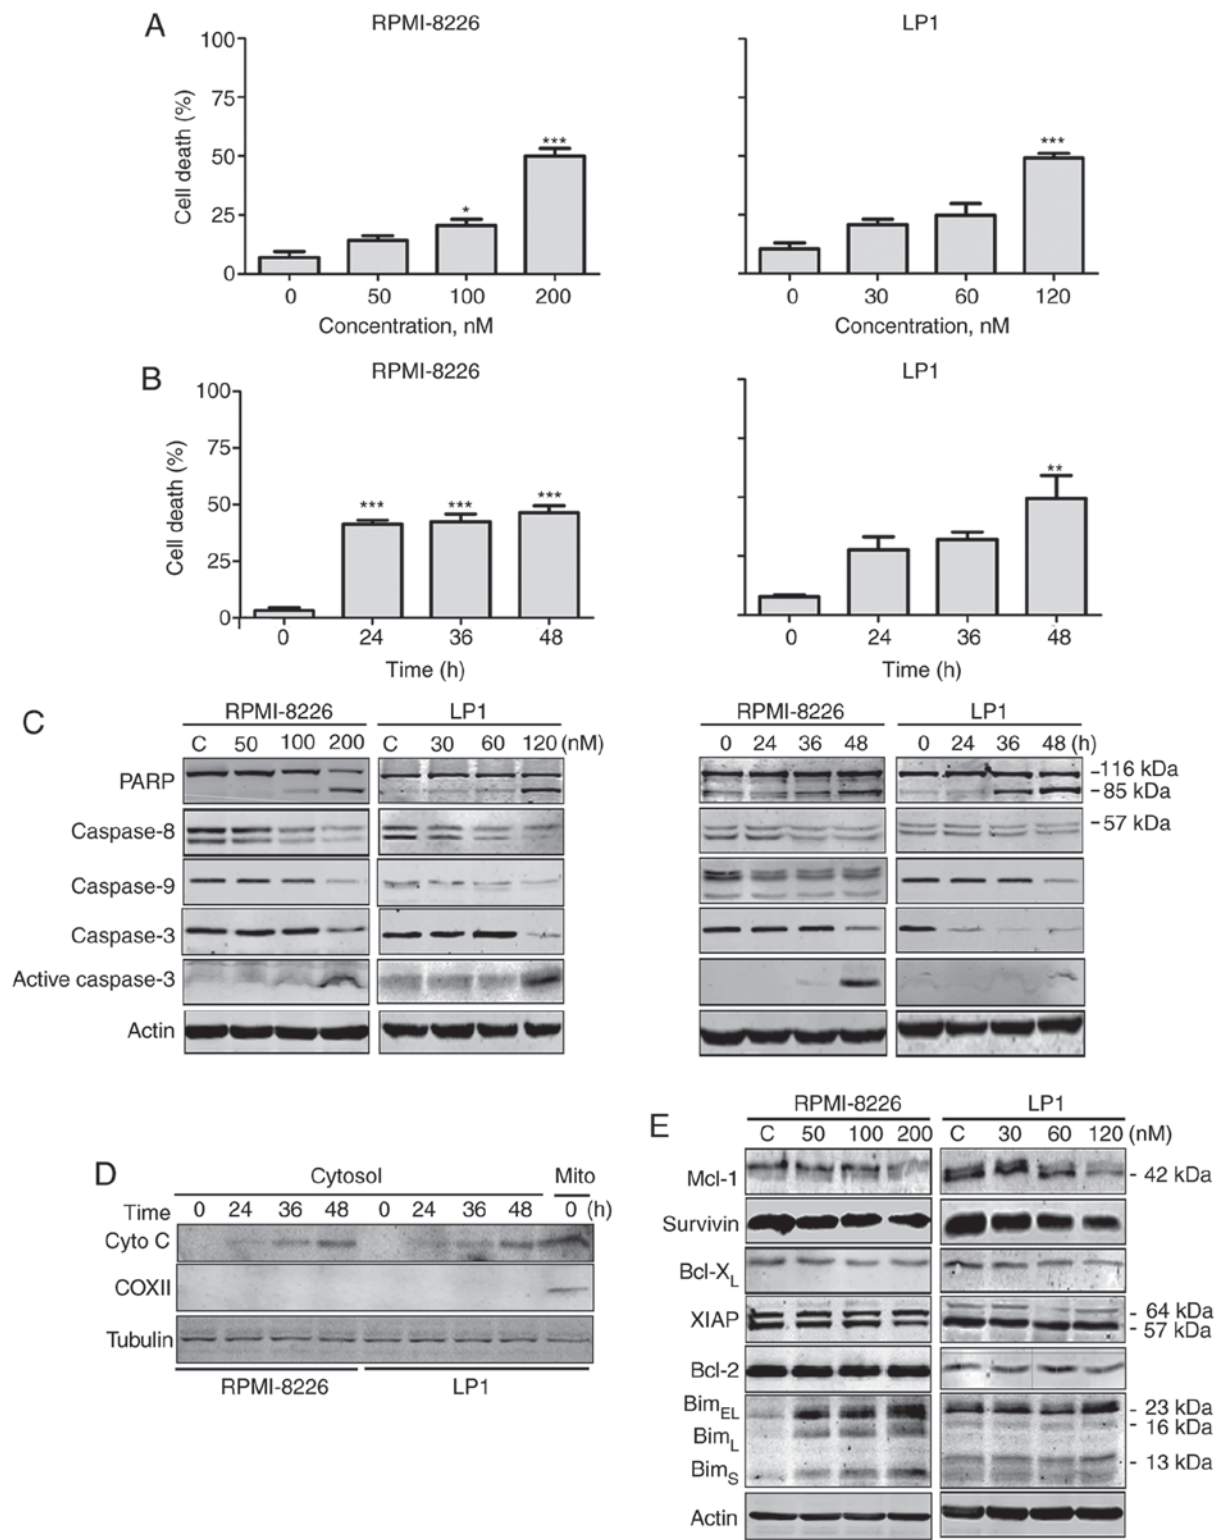 A
RPMI-8226
LP1
100
75
50
25
0
Cell death (%)
*
***
***
0 50 100 200
0 30 60 120
Concentration, nM
Concentration, nM
B
RPMI-8226
LP1
100
75
50
25
0
Cell death (%)
*** *** ***
**
0 24 36 48
0 24 36 48
Time (h)
Time (h)
C
RPMI-8226 LP1
C 50 100 200 C 30 60 120 (nM)
RPMI-8226 LP1
0 24 36 48 0 24 36 48 (h)
PARP
-116 kDa
-85 kDa
Caspase-8
-57 kDa
Caspase-9
Caspase-3
Active caspase-3
Actin
D
Cytosol Mito
Time 0 24 36 48 0 24 36 48 0 (h)
Cyto C
COXII
Tubulin
RPMI-8226 LP1
E
RPMI-8226 LP1
C 50 100 200 C 30 60 120 (nM)
Mcl-1
- 42 kDa
Survivin
Bcl-XL
XIAP
- 64 kDa
57 kDa
Bcl-2
BimEL
- 23 kDa
- 16 kDa
BimL
BimS
- 13 kDa
Actin